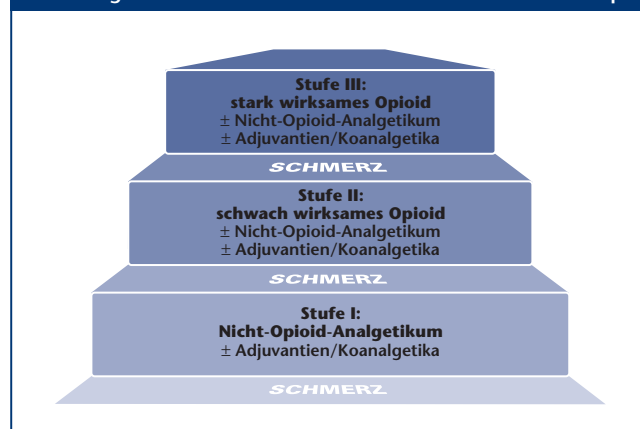 Stufe III:
stark wirksames Opioid
± Nicht-Opioid-Analgetikum
± Adjuvantien/Koanalgetika
SCHMERZ
Stufe II:
schwach wirksames Opioid
± Nicht-Opioid-Analgetikum
± Adjuvantien/Koanalgetika
SCHMERZ
Stufe I:
Nicht-Opioid-Analgetikum
± Adjuvantien/Koanalgetika
SCHMERZ